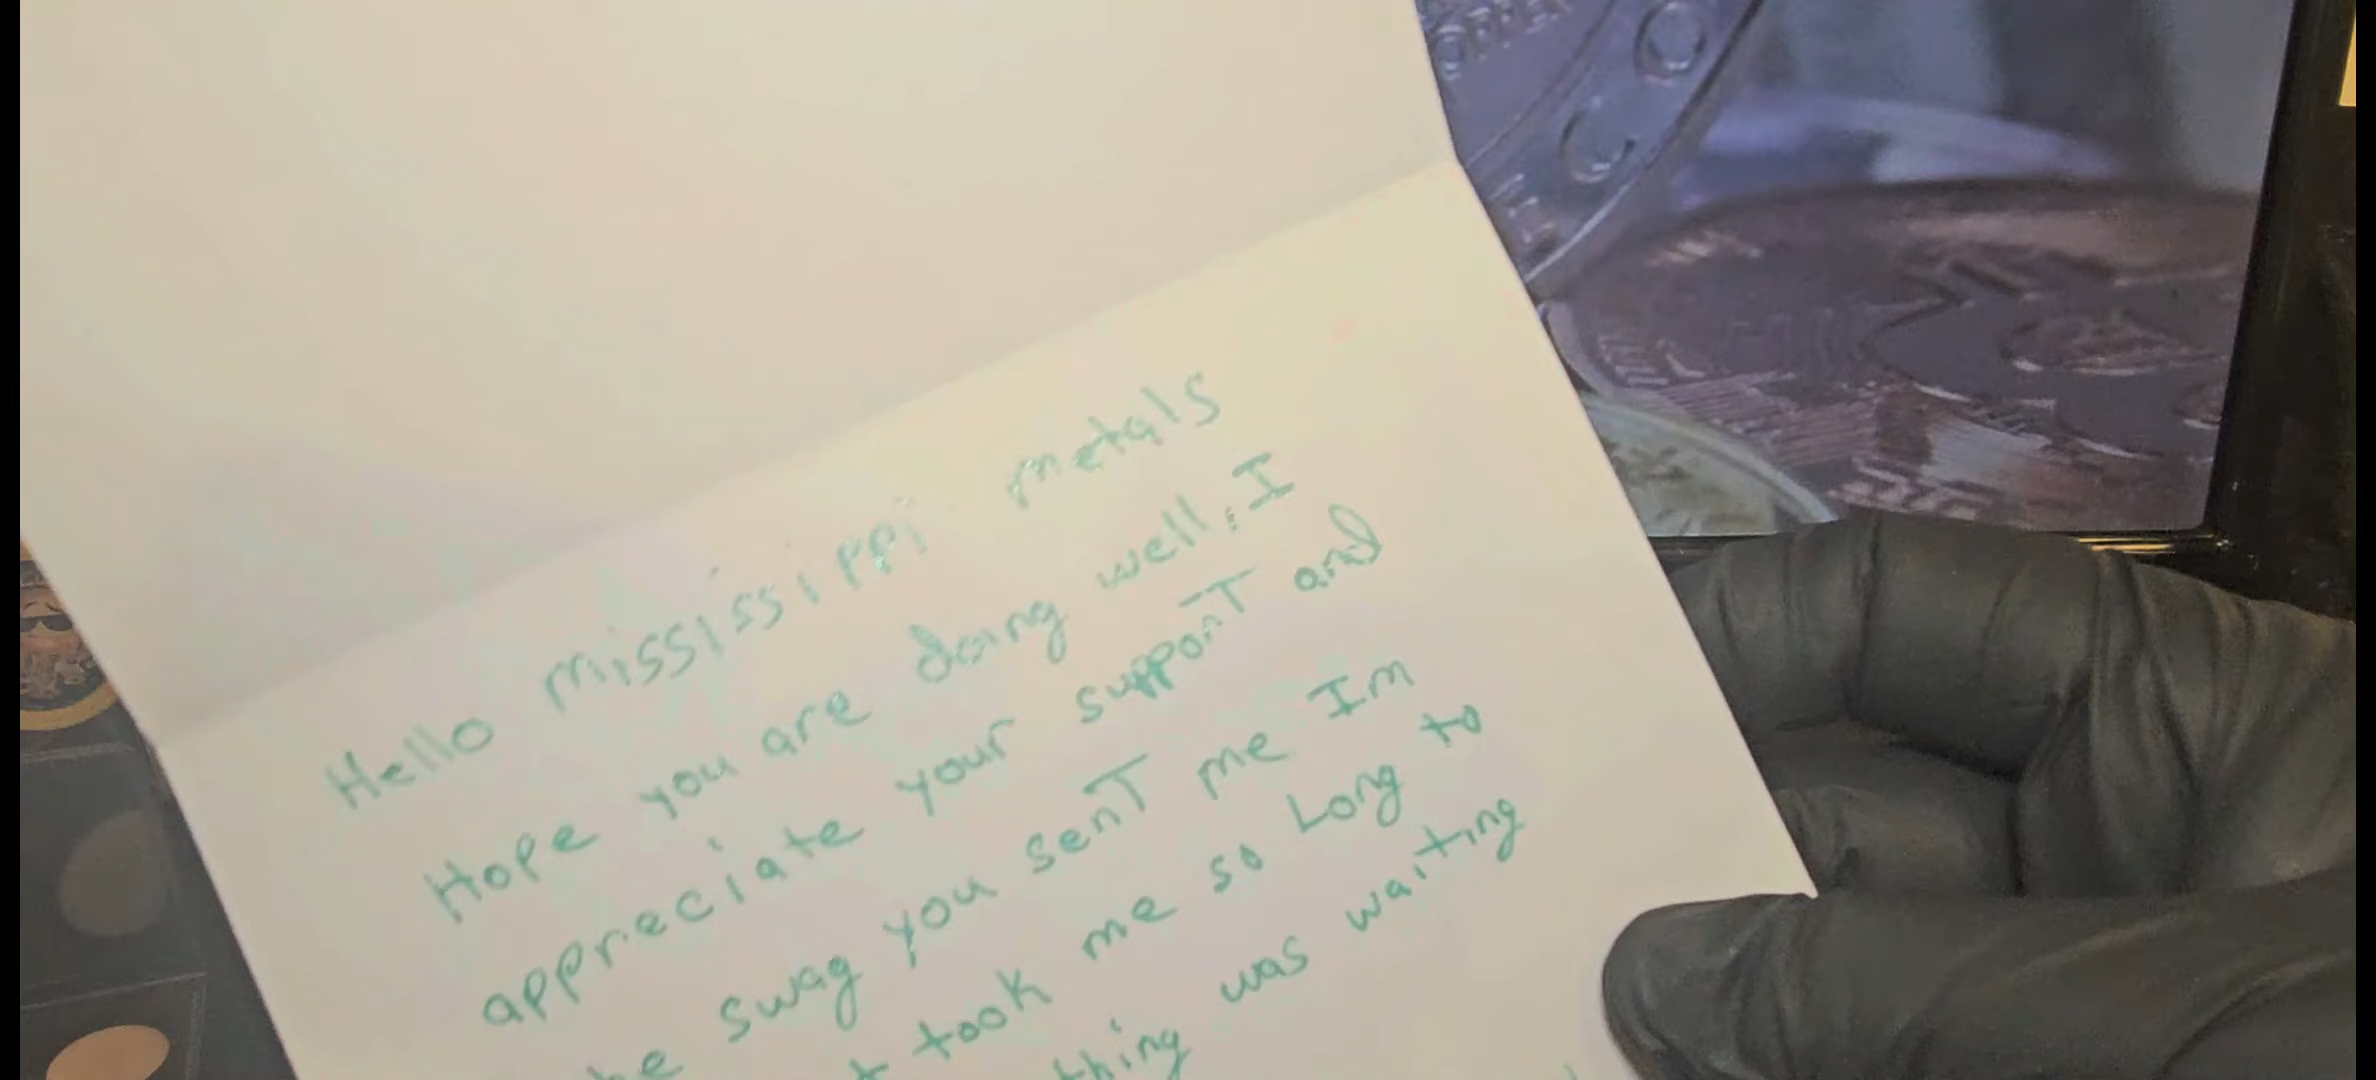 Hello mississippi metals
Hope you are doing well, I
appreciate your support and
swag you sent me Im
took me so Long to
thing was waiting